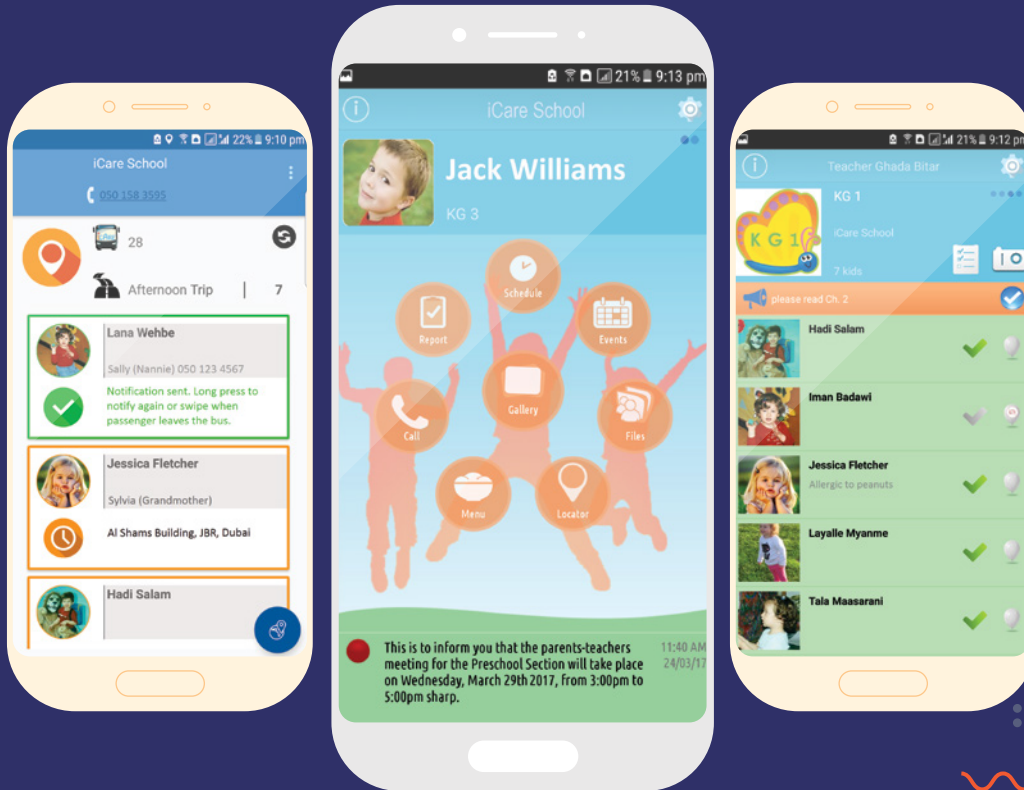 22% 9:10 pm
iCare School
050 158 3595
28
Afternoon Trip | 7
Lana Wehbe
Sally (Nannie) 050 123 4567
Notification sent. Long press to
notify again or swipe when
passenger leaves the bus.
Jessica Fletcher
Sylvia (Grandmother)
Al Shams Building, JBR, Dubai
Hadi Salam
21% 9:13 pm
iCare School
Jack Williams
KG 3
Schedule
Report
Events
Gallery
Call
Files
Menu
Locator
This is to inform you that the parents-teachers
meeting for the Preschool Section will take place
on Wednesday, March 29th 2017, from 3:00pm to
5:00pm sharp.
11:40 AM
24/03/17
21% 9:12 pm
Teacher Ghada Bitar
KG 1
KG 1
iCare School
7 kids
please read Ch. 2
Hadi Salam
Iman Badawi
Jessica Fletcher
Allergic to peanuts
Layalle Myanme
Tala Maasarani